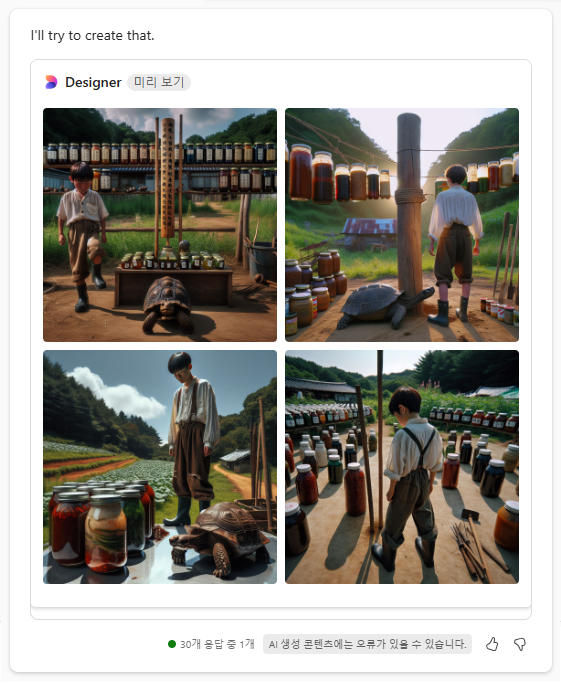 I'll try to create that.
Designer 미리 보기
30개 응답 중 1개 AI 생성 콘텐츠에는 오류가 있을 수 있습니다.